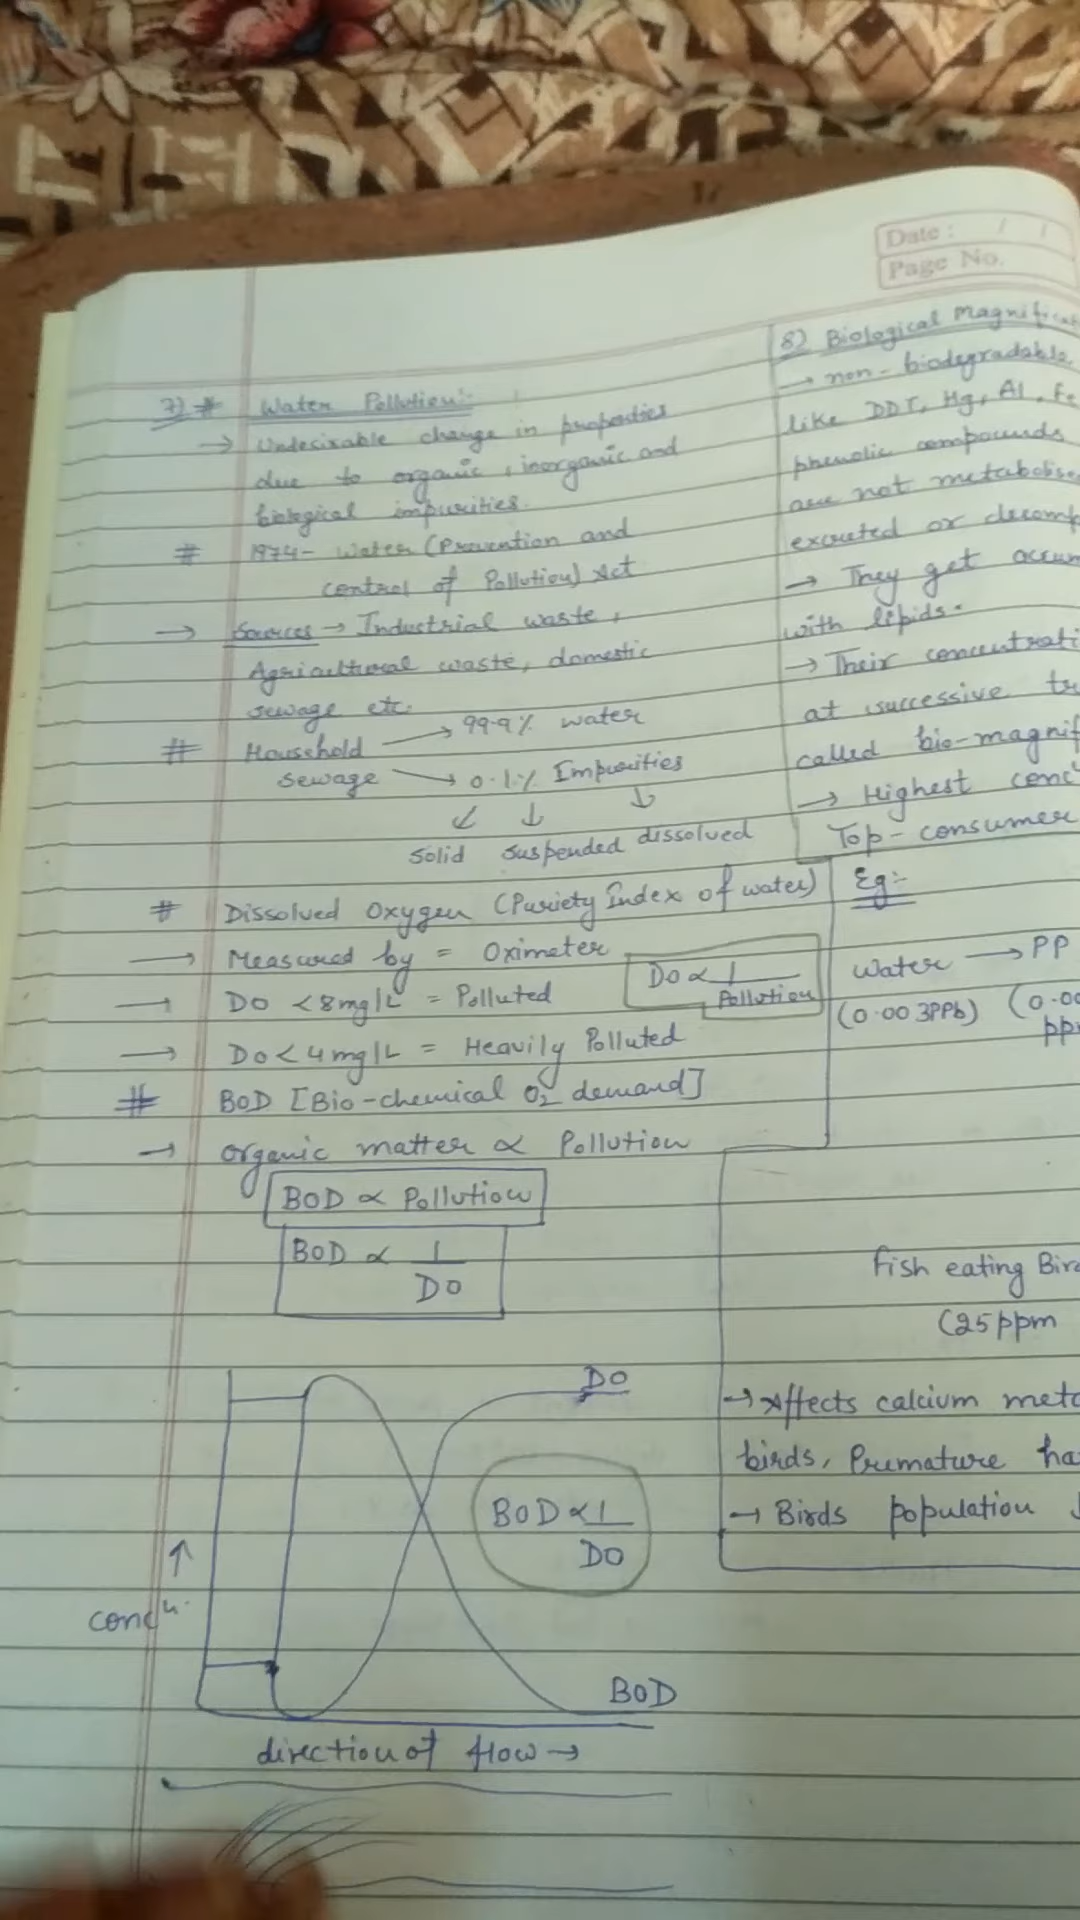 Date : / /
Page No.
7) # Water Pollution:-
→ Undesirable change in properties
due to organic, inorganic and
biological impurities.
# 1974- Water (Prevention and
control of Pollution) Act
→ Sources → Industrial waste,
Agricultural waste, domestic
sewage etc.
# Household → 99.9% water
sewage → 0.1% Impurities
↙ ↓ ↓
Solid Suspended dissolved
# Dissolved Oxygen (Puriety Index of water)
→ Measured by = Oximeter
→ DO < 8mg/L = Polluted
DO ∝ 1
Pollution
→ DO < 4mg/L = Heavily Polluted
# BOD [Bio-chemical O2 demand]
→ organic matter ∝ Pollution
BOD ∝ Pollution
BOD ∝ 1
DO
DO
BOD ∝ 1
DO
↑
concn.
BOD
direction of flow →
8) Biological Magnificat
→ non-biodegradable
like DDT, Hg, Al, Fe
phenolic compounds
are not metabolise
excreted or decomp
→ They get accum
with lipids.
→ Their concentrati
at successive tr
called bio-magnif
→ Highest conc
Top-consumer
Eg:-
Water → PP
(0.003PPb) (0.00
pp
Fish eating Bir
(25ppm
→ Affects calcium meta
birds, Premature ha
→ Birds population ↓